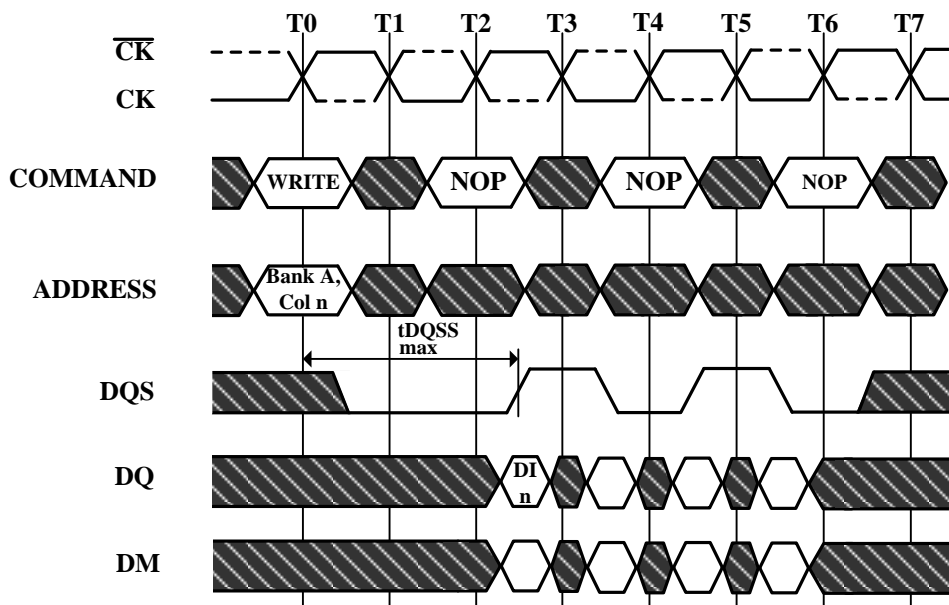 T0 T1 T2 T3 T4 T5 T6 T7
CK
CK
COMMAND WRITE NOP NOP NOP
ADDRESS Bank A,
Col n
tDQSS
max
DQS
DQ DI
n
DM